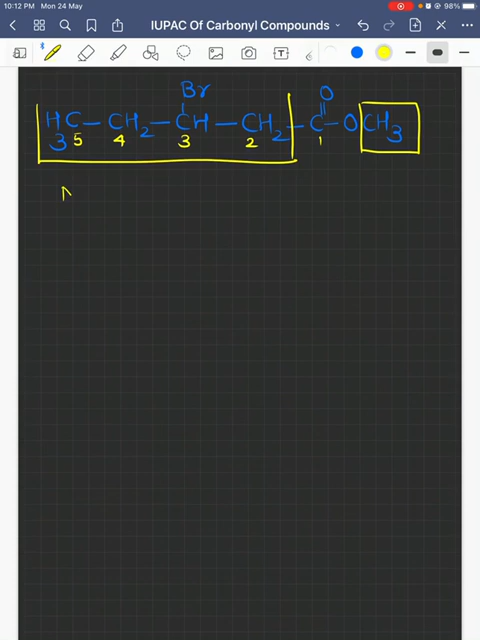 10:12 PM Mon 24 May 98%
IUPAC Of Carbonyl Compounds
Br O
H3C — CH2 — CH — CH2 — C — O CH3
5 4 3 2 1